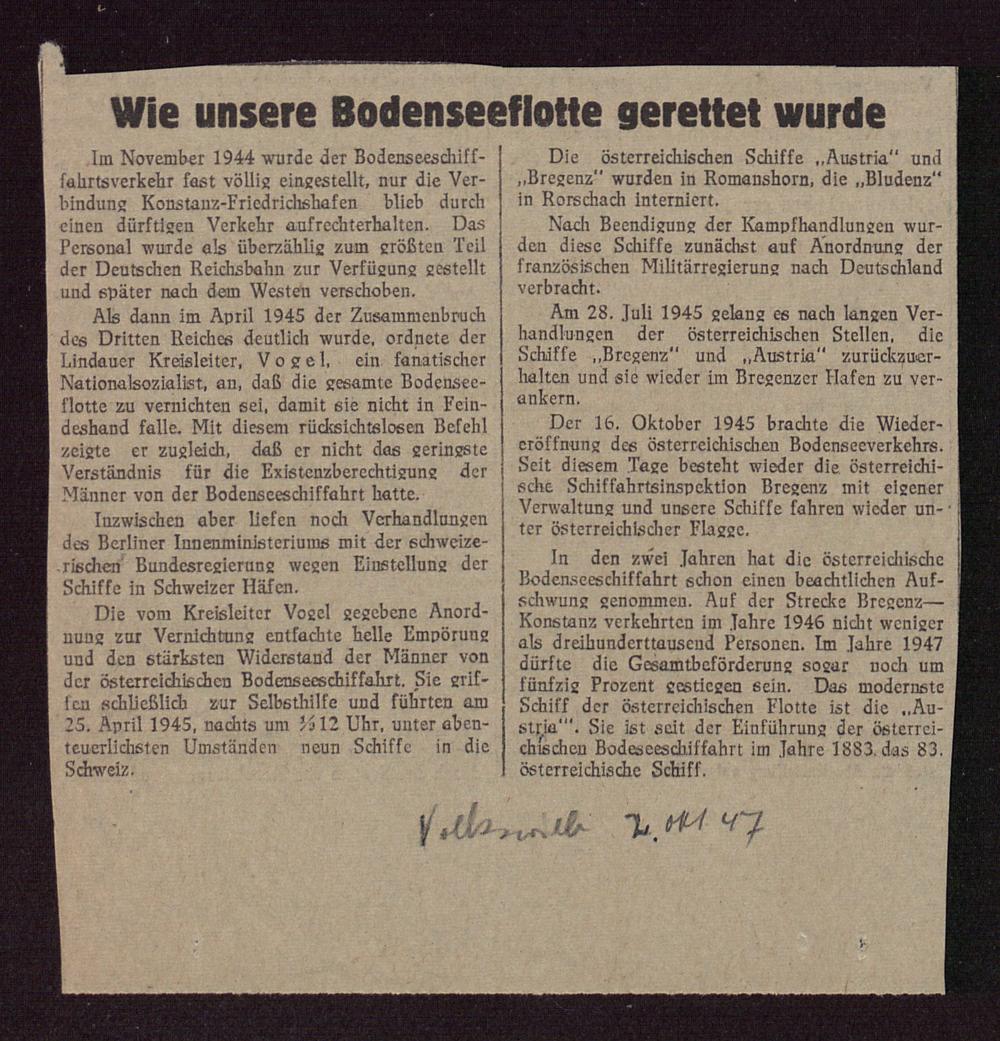 Wie unsere Bodenseeflotte gerettet wurde
Im November 1944 wurde der Bodenseeschiff-
fahrtsverkehr fast völlig eingestellt, nur die Ver-
bindung Konstanz-Friedrichshafen blieb durch
einen dürftigen Verkehr aufrechterhalten. Das
Personal wurde als überzählig zum größten Teil
der Deutschen Reichsbahn zur Verfügung gestellt
und später nach dem Westen verschoben.
Als dann im April 1945 der Zusammenbruch
des Dritten Reiches deutlich wurde, ordnete der
Lindauer Kreisleiter, Vogel, ein fanatischer
Nationalsozialist, an, daß die gesamte Bodensee-
flotte zu vernichten sei, damit sie nicht in Fein-
deshand falle. Mit diesem rücksichtslosen Befehl
zeigte er zugleich, daß er nicht das geringste
Verständnis für die Existenzberechtigung der
Männer von der Bodenseeschiffahrt hatte.
Inzwischen aber liefen noch Verhandlungen
des Berliner Innenministeriums mit der schweize-
rischen Bundesregierung wegen Einstellung der
Schiffe in Schweizer Häfen.
Die vom Kreisleiter Vogel gegebene Anord-
nung zur Vernichtung entfachte helle Empörung
und den stärksten Widerstand der Männer von
der österreichischen Bodenseeschiffahrt. Sie grif-
fen schließlich zur Selbsthilfe und führten am
25. April 1945, nachts um ½12 Uhr, unter aben-
teuerlichsten Umständen neun Schiffe in die
Schweiz.
Die österreichischen Schiffe „Austria" und
„Bregenz" wurden in Romanshorn, die „Bludenz"
in Rorschach interniert.
Nach Beendigung der Kampfhandlungen wur-
den diese Schiffe zunächst auf Anordnung der
französischen Militärregierung nach Deutschland
verbracht.
Am 28. Juli 1945 gelang es nach langen Ver-
handlungen der österreichischen Stellen, die
Schiffe „Bregenz" und „Austria" zurückzuer-
halten und sie wieder im Bregenzer Hafen zu ver-
ankern.
Der 16. Oktober 1945 brachte die Wieder-
eröffnung des österreichischen Bodenseeverkehrs.
Seit diesem Tage besteht wieder die österreichi-
sche Schiffahrtsinspektion Bregenz mit eigener
Verwaltung und unsere Schiffe fahren wieder un-
ter österreichischer Flagge.
In den zwei Jahren hat die österreichische
Bodenseeschiffahrt schon einen beachtlichen Auf-
schwung genommen. Auf der Strecke Bregenz—
Konstanz verkehrten im Jahre 1946 nicht weniger
als dreihunderttausend Personen. Im Jahre 1947
dürfte die Gesamtbeförderung sogar noch um
fünfzig Prozent gestiegen sein. Das modernste
Schiff der österreichischen Flotte ist die „Au-
stria"'. Sie ist seit der Einführung der österrei-
chischen Bodeseeschiffahrt im Jahre 1883. das 83.
österreichische Schiff.
Volkswille 2. Okt 47